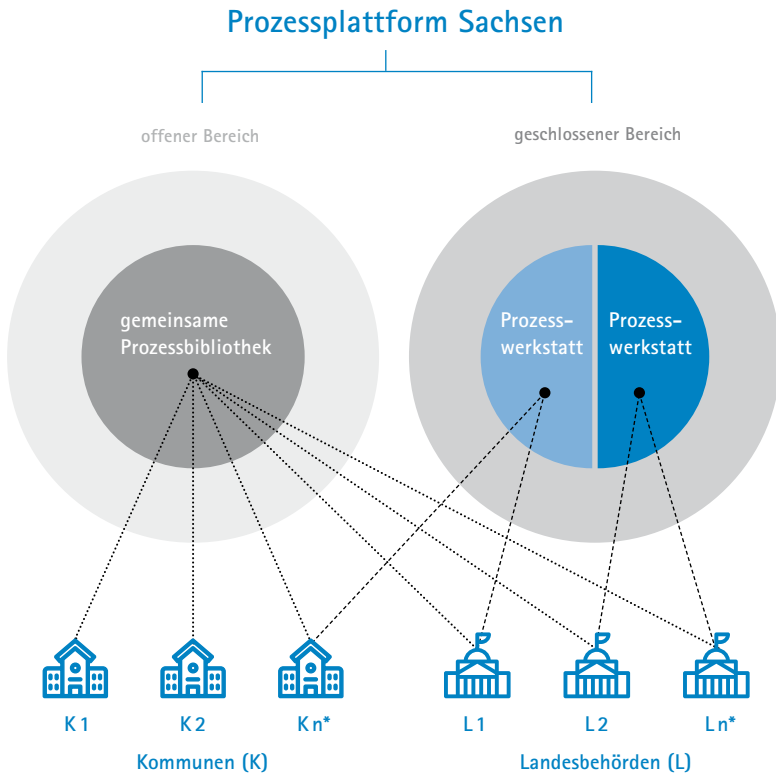 Prozessplattform Sachsen
offener Bereich
geschlossener Bereich
gemeinsame
Prozessbibliothek
Prozess-
werkstatt
Prozess-
werkstatt
K 1
K 2
K n*
L 1
L 2
L n*
Kommunen (K)
Landesbehörden (L)